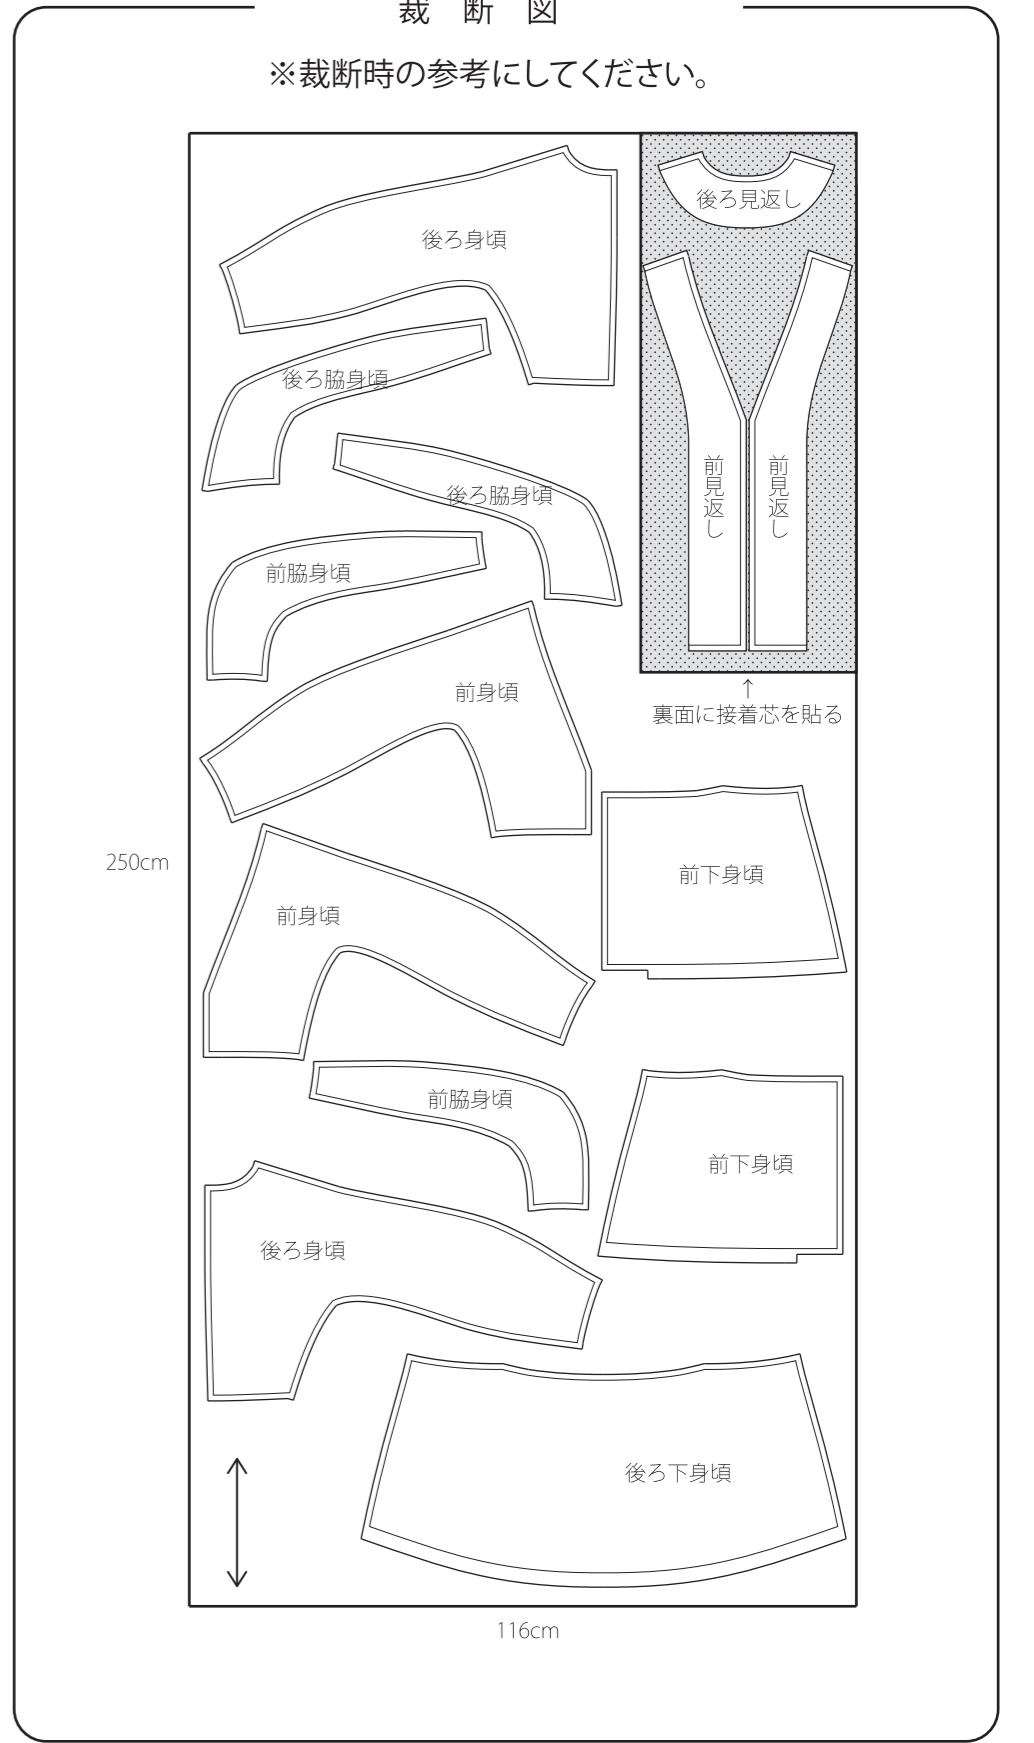 裁 断 図
※裁断時の参考にしてください。
後ろ見返し
後ろ身頃
後ろ脇身頃
後ろ脇身頃
前見返し
前見返し
前脇身頃
前身頃
↑
裏面に接着芯を貼る
250cm
前下身頃
前身頃
前脇身頃
前下身頃
後ろ身頃
後ろ下身頃
116cm